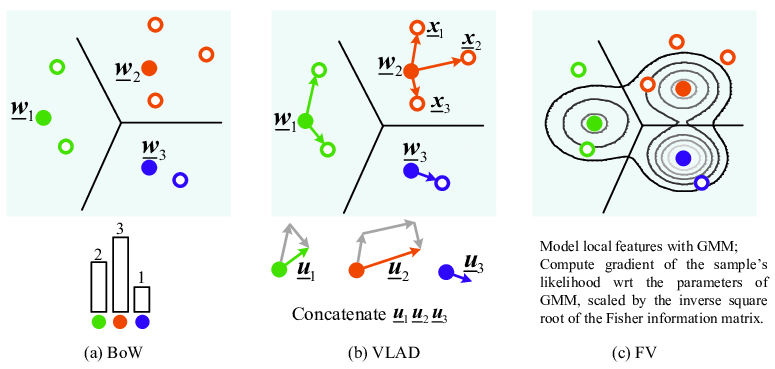 w1
w2
w3
2
3
1
(a) BoW
w1
w2
x1
x2
x3
w3
u1
u2
u3
Concatenate u1 u2 u3
(b) VLAD
Model local features with GMM;
Compute gradient of the sample's
likelihood wrt the parameters of
GMM, scaled by the inverse square
root of the Fisher information matrix.
(c) FV